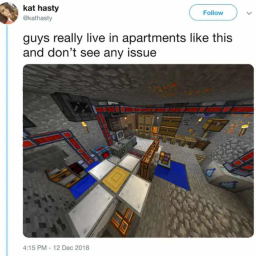 kat hasty
@kathasty
Follow
guys really live in apartments like this
and don't see any issue
4:15 PM - 12 Dec 2018